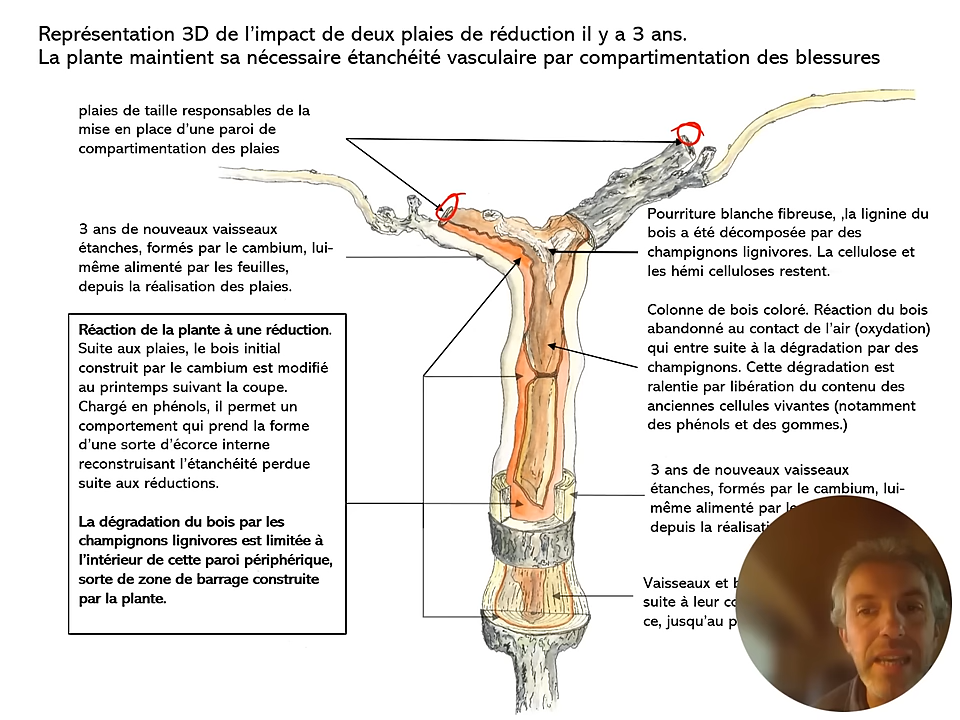 Représentation 3D de l'impact de deux plaies de réduction il y a 3 ans.
La plante maintient sa nécessaire étanchéité vasculaire par compartimentation des blessures
plaies de taille responsables de la
mise en place d'une paroi de
compartimentation des plaies
3 ans de nouveaux vaisseaux
étanches, formés par le cambium, lui-
même alimenté par les feuilles,
depuis la réalisation des plaies.
Réaction de la plante à une réduction.
Suite aux plaies, le bois initial
construit par le cambium est modifié
au printemps suivant la coupe.
Chargé en phénols, il permet un
comportement qui prend la forme
d'une sorte d'écorce interne
reconstruisant l'étanchéité perdue
suite aux réductions.
La dégradation du bois par les
champignons lignivores est limitée à
l'intérieur de cette paroi périphérique,
sorte de zone de barrage construite
par la plante.
Pourriture blanche fibreuse, ,la lignine du
bois a été décomposée par des
champignons lignivores. La cellulose et
les hémi celluloses restent.
Colonne de bois coloré. Réaction du bois
abandonné au contact de l'air (oxydation)
qui entre suite à la dégradation par des
champignons. Cette dégradation est
ralentie par libération du contenu des
anciennes cellules vivantes (notamment
des phénols et des gommes.)
3 ans de nouveaux vaisseaux
étanches, formés par le cambium, lui-
même alimenté par
depuis la
Vaisseaux et
suite à leur
ce, jusqu'au